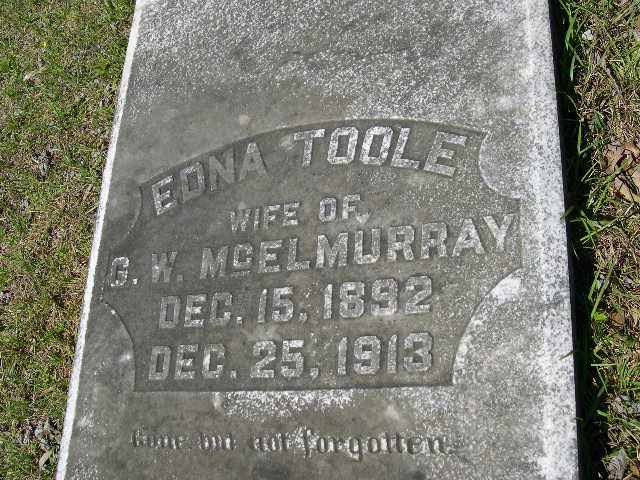 EDNA TOOLE
WIFE OF
G. W. McELMURRAY
DEC. 15, 1892
DEC. 25, 1913
Gone but not forgotten.